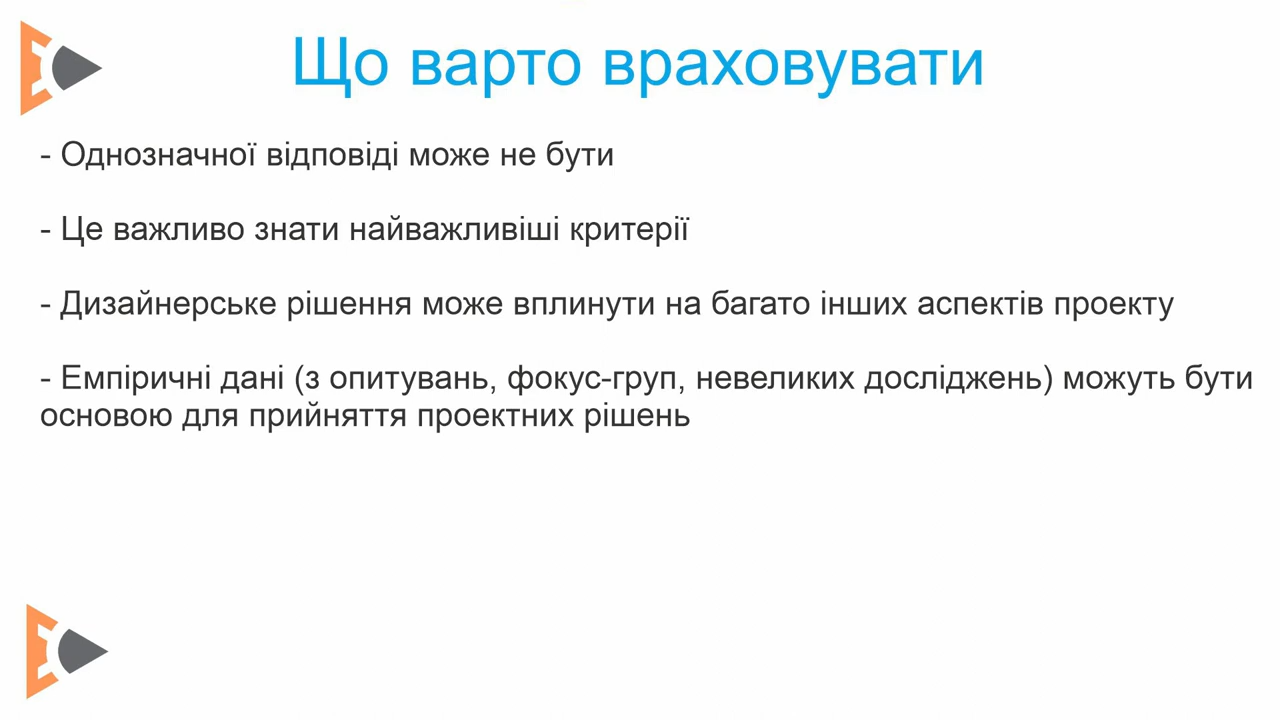 Що варто враховувати
- Однозначної відповіді може не бути
- Це важливо знати найважливіші критерії
- Дизайнерське рішення може вплинути на багато інших аспектів проекту
- Емпіричні дані (з опитувань, фокус-груп, невеликих досліджень) можуть бути
основою для прийняття проектних рішень